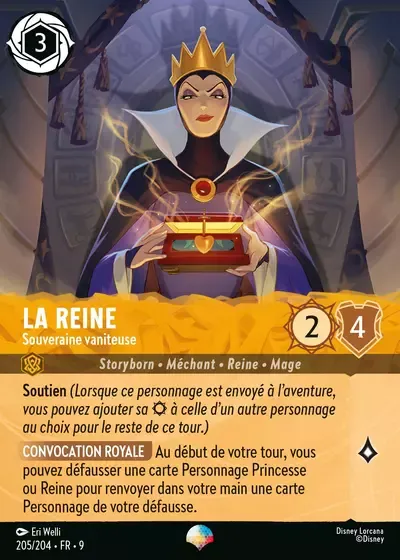 3
LA REINE
Souveraine vaniteuse
2
4
Storyborn • Méchant • Reine • Mage
Soutien (Lorsque ce personnage est envoyé à l’aventure,
vous pouvez ajouter sa à celle d’un autre personnage
au choix pour le reste de ce tour.)
CONVOCATION ROYALE Au début de votre tour, vous
pouvez défausser une carte Personnage Princesse
ou Reine pour renvoyer dans votre main une carte
Personnage de votre défausse.
Eri Welli
205/204 • FR • 9
Disney Lorcana
©Disney